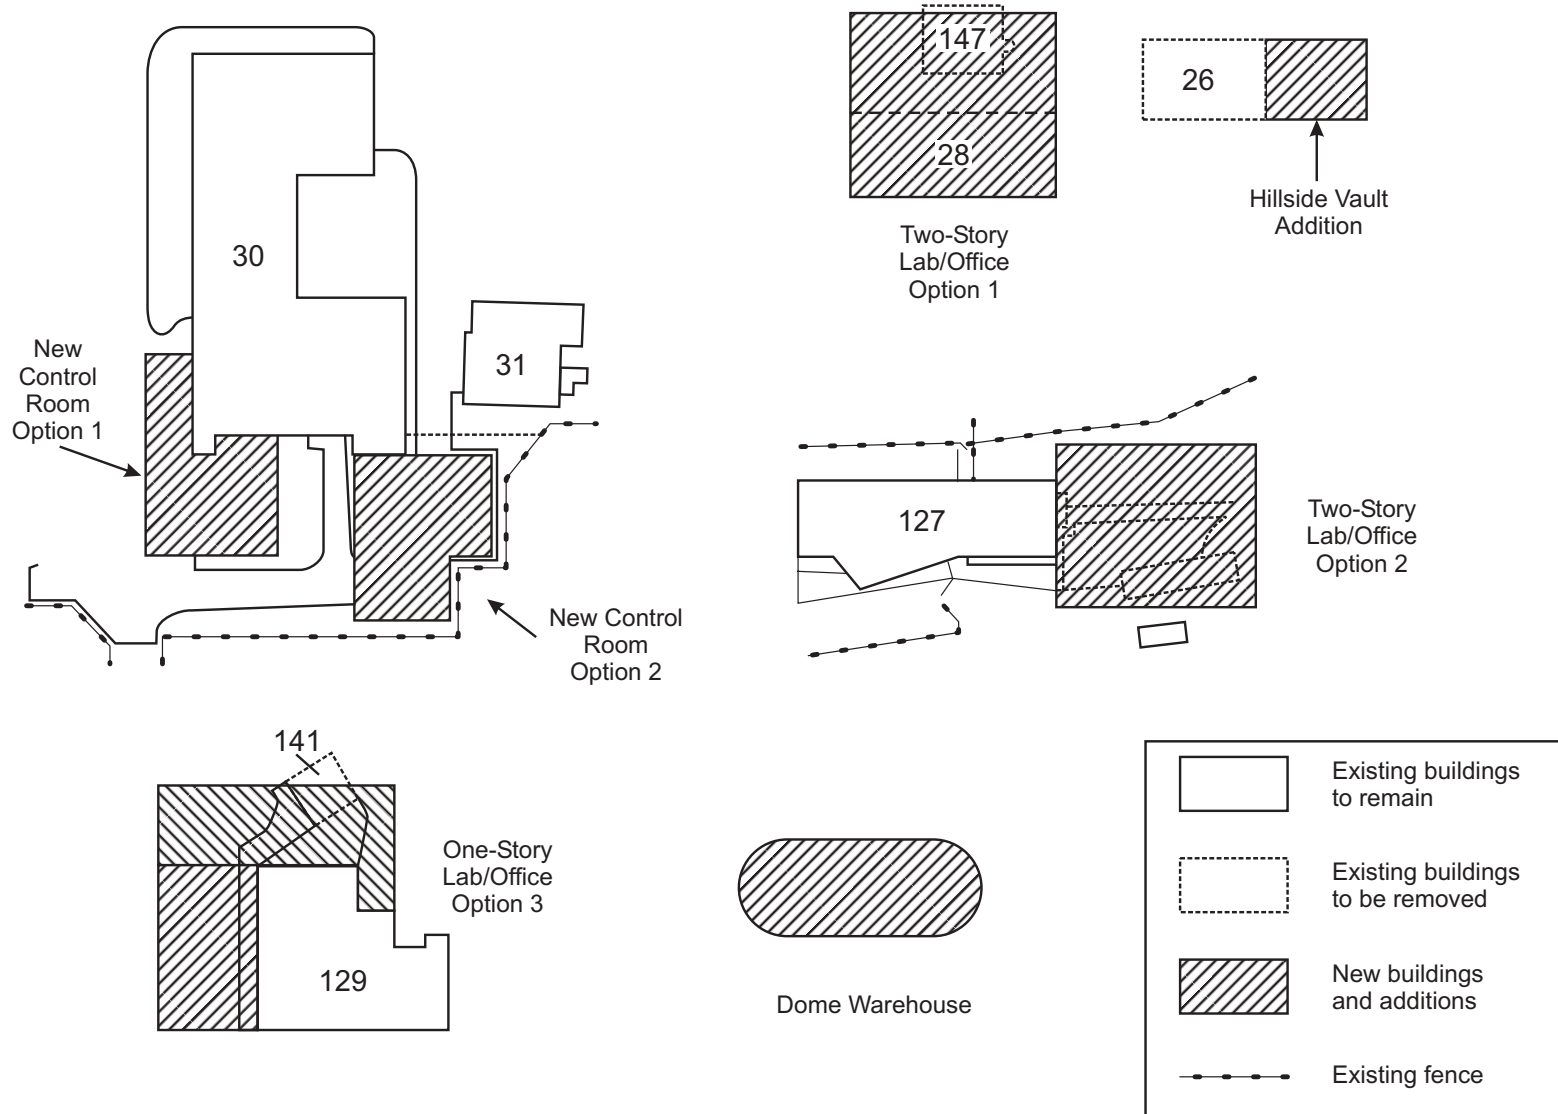 147
28
Two-Story
Lab/Office
Option 1
26
Hillside Vault
Addition
30
31
New
Control
Room
Option 1
New Control
Room
Option 2
127
Two-Story
Lab/Office
Option 2
141
129
One-Story
Lab/Office
Option 3
Dome Warehouse
Existing buildings
to remain
Existing buildings
to be removed
New buildings
and additions
Existing fence